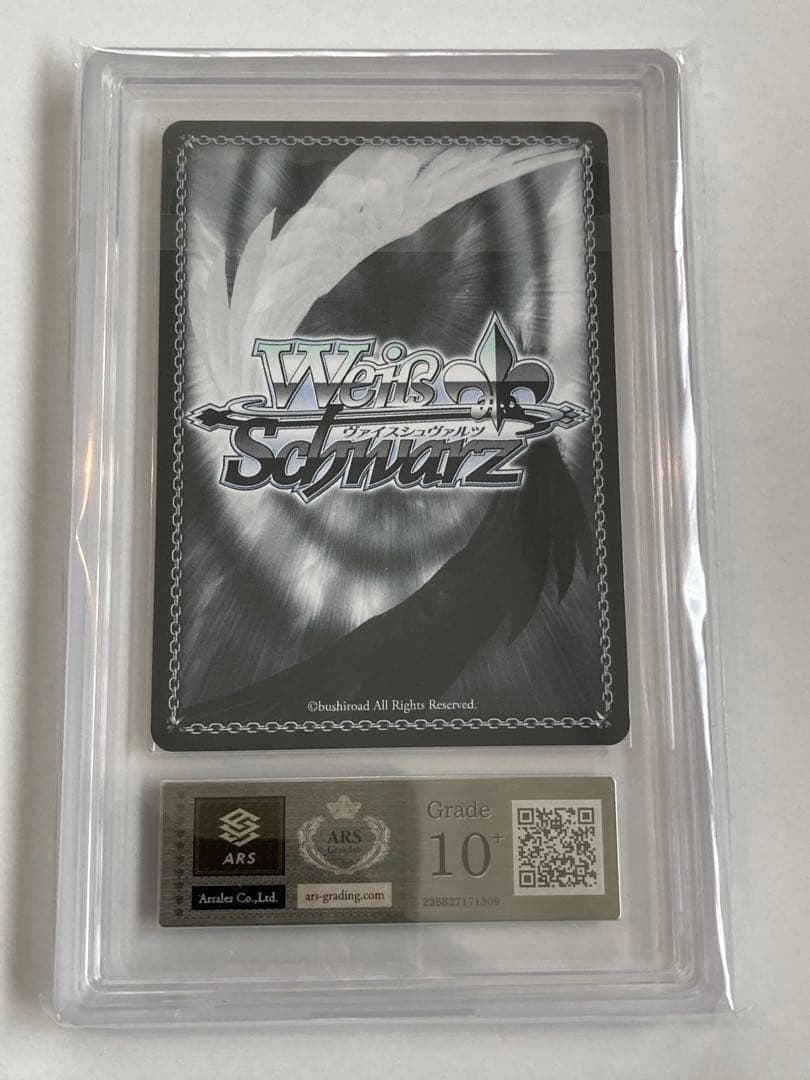 Weiß
ヴァイスシュヴァルツ
Schwarz
©bushiroad All Rights Reserved.
ARS
Arsales Co.,Ltd.
ARS
Genuine
ars-grading.com
Grade
10+
235827171309